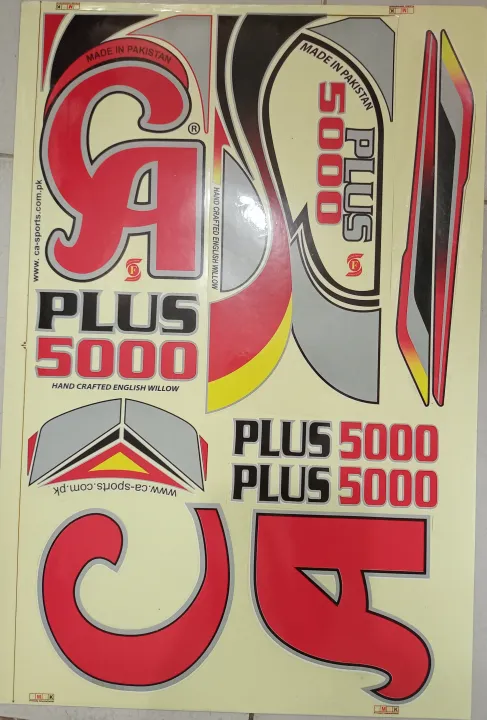 MADE IN PAKISTAN
CA®
www. ca-sports.com.pk
PLUS
5000
HAND CRAFTED ENGLISH WILLOW
MADE IN PAKISTAN
PLUS
5000
HAND CRAFTED ENGLISH WILLOW
www.ca-sports.com.pk
PLUS 5000
PLUS 5000
CA